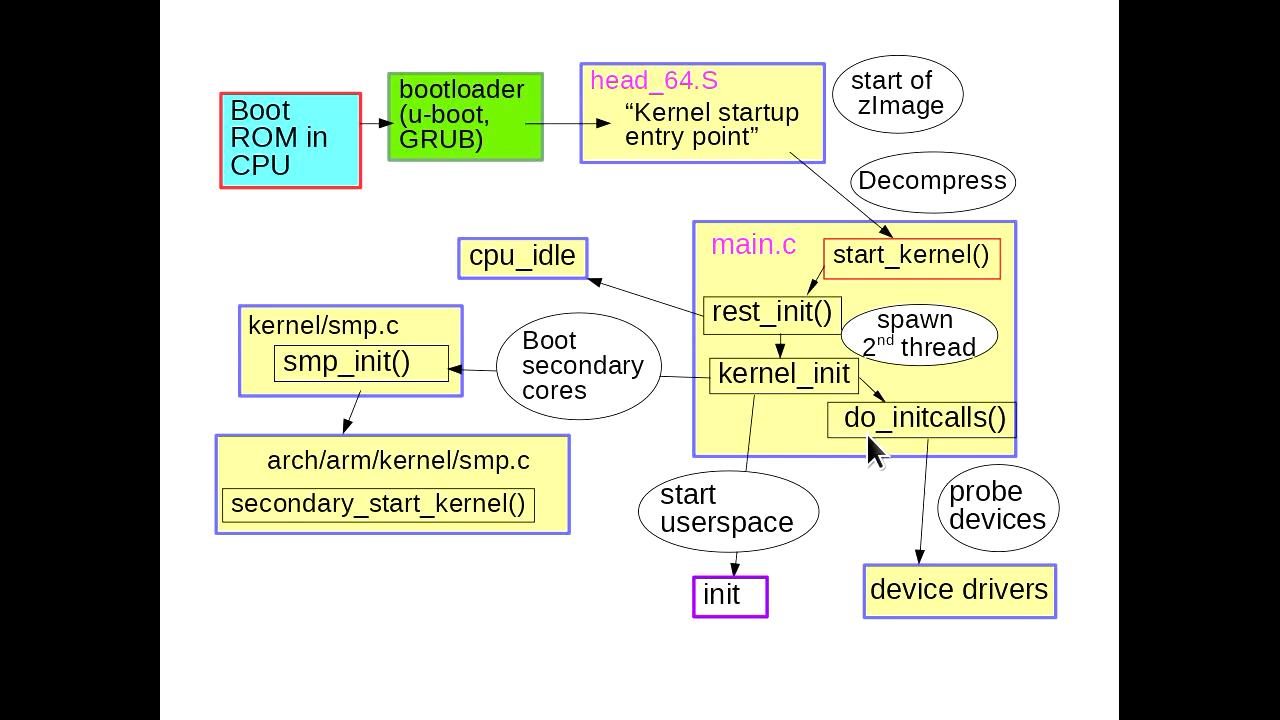 Boot
ROM in
CPU
bootloader
(u-boot,
GRUB)
head_64.S
“Kernel startup
entry point”
start of
zImage
Decompress
main.c
start_kernel()
cpu_idle
rest_init()
spawn
2nd thread
kernel/smp.c
smp_init()
Boot
secondary
cores
kernel_init
do_initcalls()
arch/arm/kernel/smp.c
secondary_start_kernel()
start
userspace
probe
devices
init
device drivers